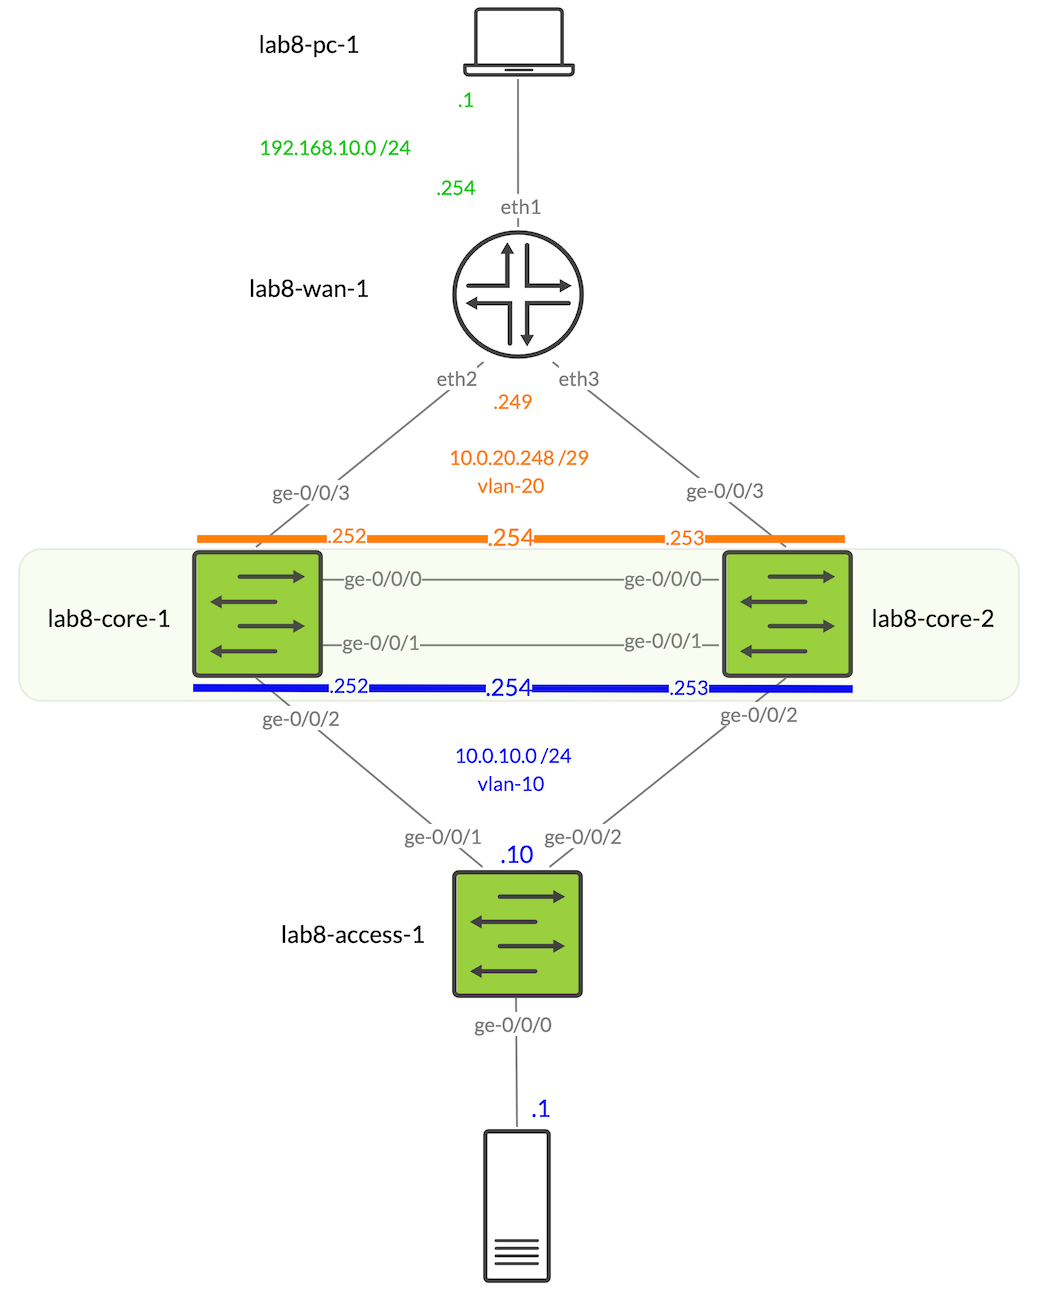 lab8-pc-1
.1
192.168.10.0 /24
.254
eth1
lab8-wan-1
eth2
eth3
.249
10.0.20.248 /29
vlan-20
ge-0/0/3
ge-0/0/3
.252
.254
.253
ge-0/0/0
ge-0/0/0
lab8-core-1
lab8-core-2
ge-0/0/1
ge-0/0/1
.252
.254
.253
ge-0/0/2
ge-0/0/2
10.0.10.0 /24
vlan-10
ge-0/0/1
ge-0/0/2
.10
lab8-access-1
ge-0/0/0
.1